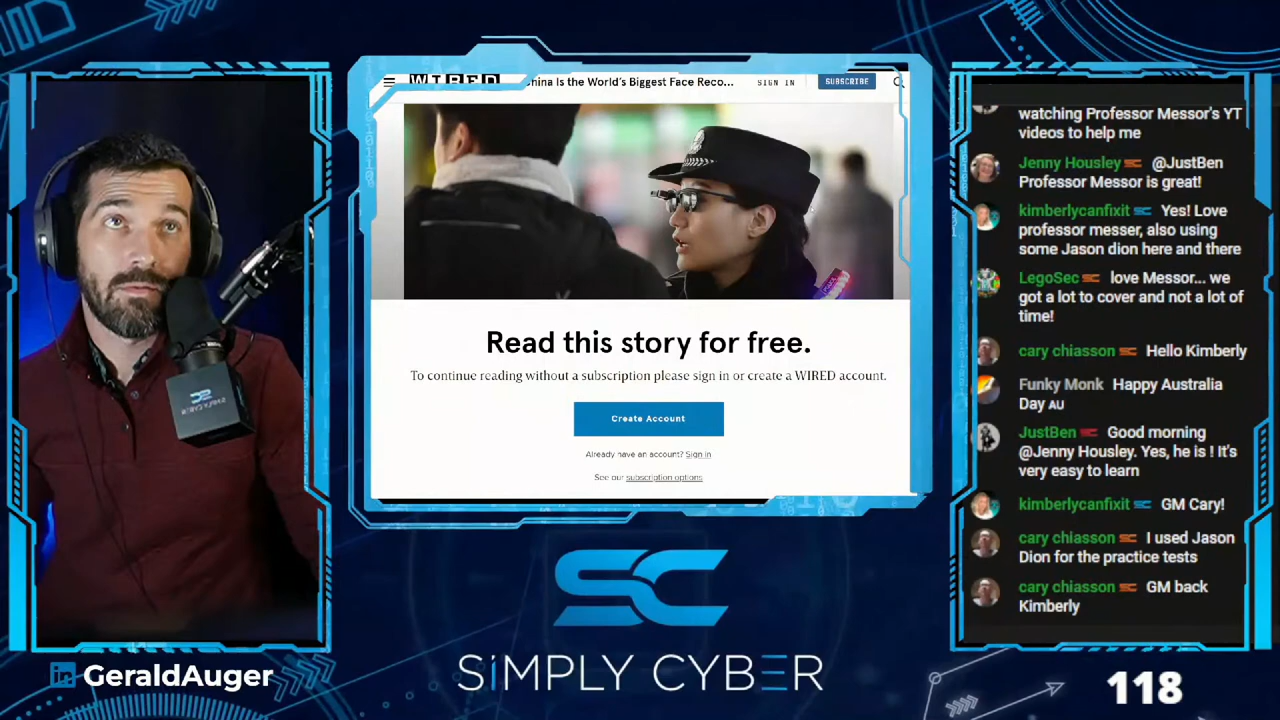 WIRED
China Is the World's Biggest Face Reco...
SIGN IN
SUBSCRIBE
Read this story for free.
To continue reading without a subscription please sign in or create a WIRED account.
Create Account
Already have an account? Sign in
See our subscription options
SC
SIMPLY CYBER
in GeraldAuger
SC
SIMPLY CYBER
watching Professor Messor's YT
videos to help me
Jenny Housley @JustBen
Professor Messor is great!
kimberlycanfixit Yes! Love
professor messer, also using
some Jason dion here and there
LegoSec love Messor... we
got a lot to cover and not a lot of
time!
cary chiasson Hello Kimberly
Funky Monk Happy Australia
Day AU
JustBen Good morning
@Jenny Housley. Yes, he is ! It's
very easy to learn
kimberlycanfixit GM Cary!
cary chiasson I used Jason
Dion for the practice tests
cary chiasson GM back
Kimberly
118